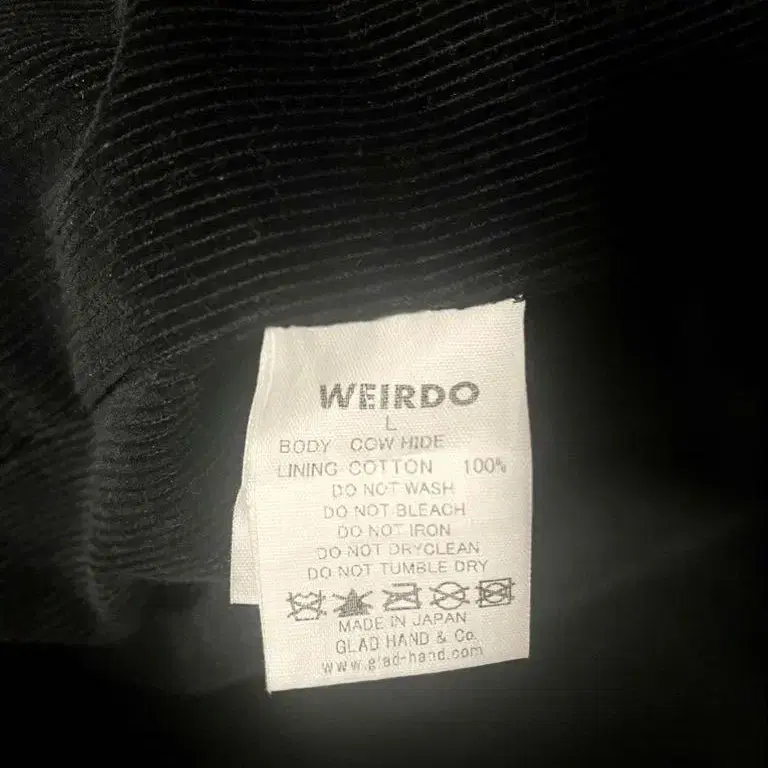 WEIRDO
L
BODY COW HIDE
LINING COTTON 100%
DO NOT WASH
DO NOT BLEACH
DO NOT IRON
DO NOT DRYCLEAN
DO NOT TUMBLE DRY
MADE IN JAPAN
GLAD HAND & Co.
www.glad-hand.com